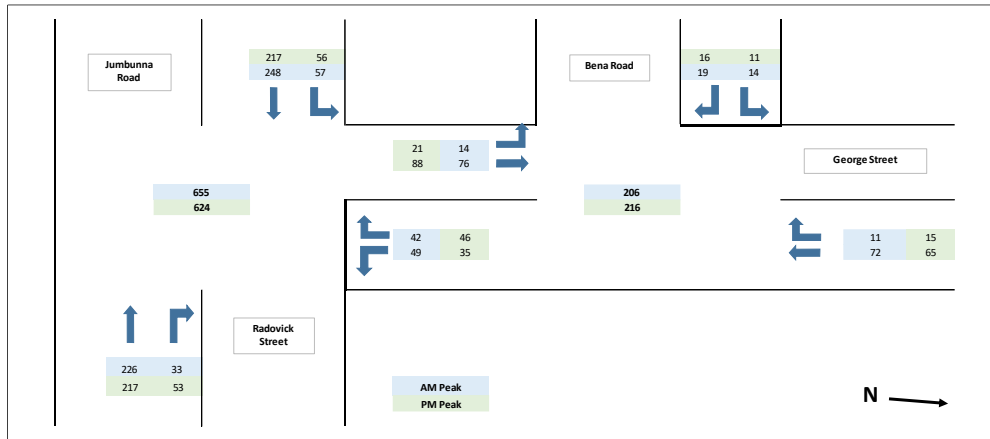 Jumbunna
Road
217 56
248 57
Bena Road
16 11
19 14
21 14
88 76
George Street
655
624
206
216
42 46
49 35
11 15
72 65
Radovick
Street
226 33
217 53
AM Peak
PM Peak
N